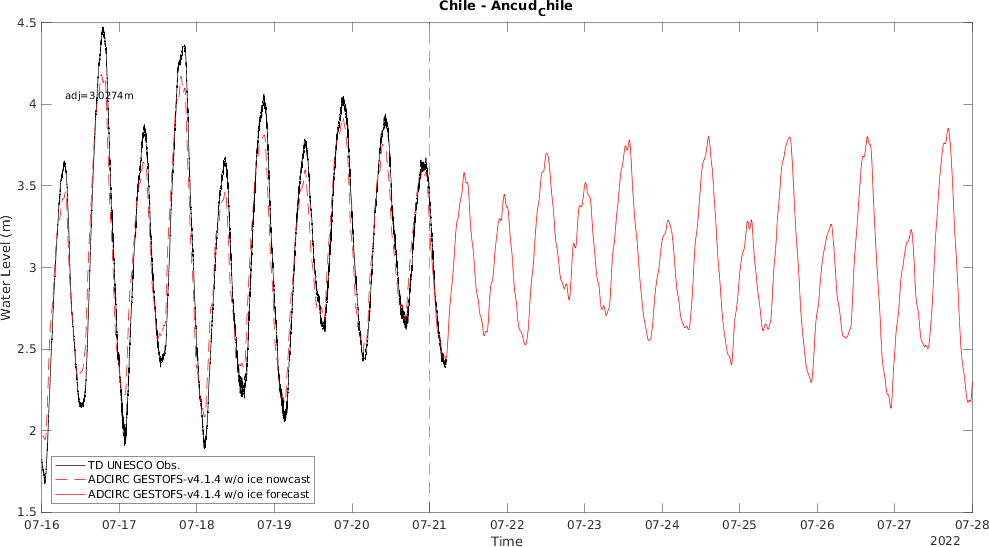 Chile - Ancud_Chile
4.5
4
3.5
3
2.5
2
1.5
Water Level (m)
adj=3.0274m
TD UNESCO Obs.
ADCIRC GESTOFS-v4.1.4 w/o ice nowcast
ADCIRC GESTOFS-v4.1.4 w/o ice forecast
07-16 07-17 07-18 07-19 07-20 07-21 07-22 07-23 07-24 07-25 07-26 07-27 07-28
Time
2022